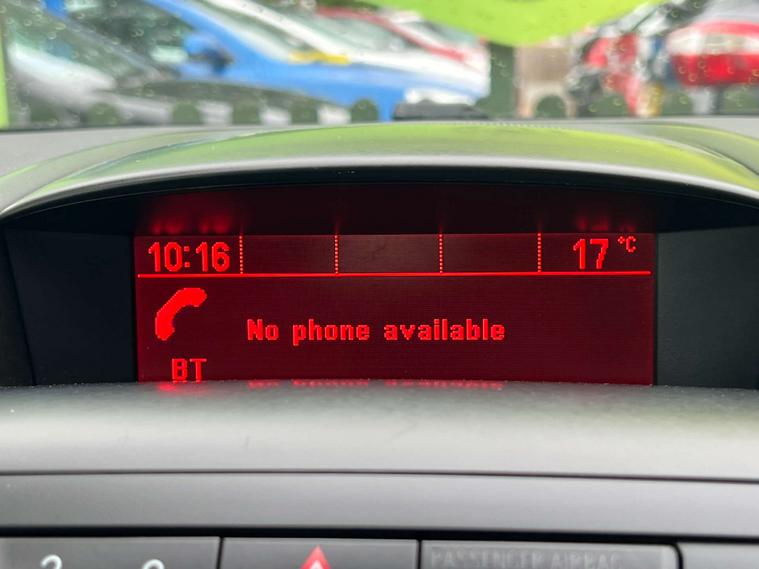 10:16 17 °C
No phone available
BT
PASSENGER AIRBAG